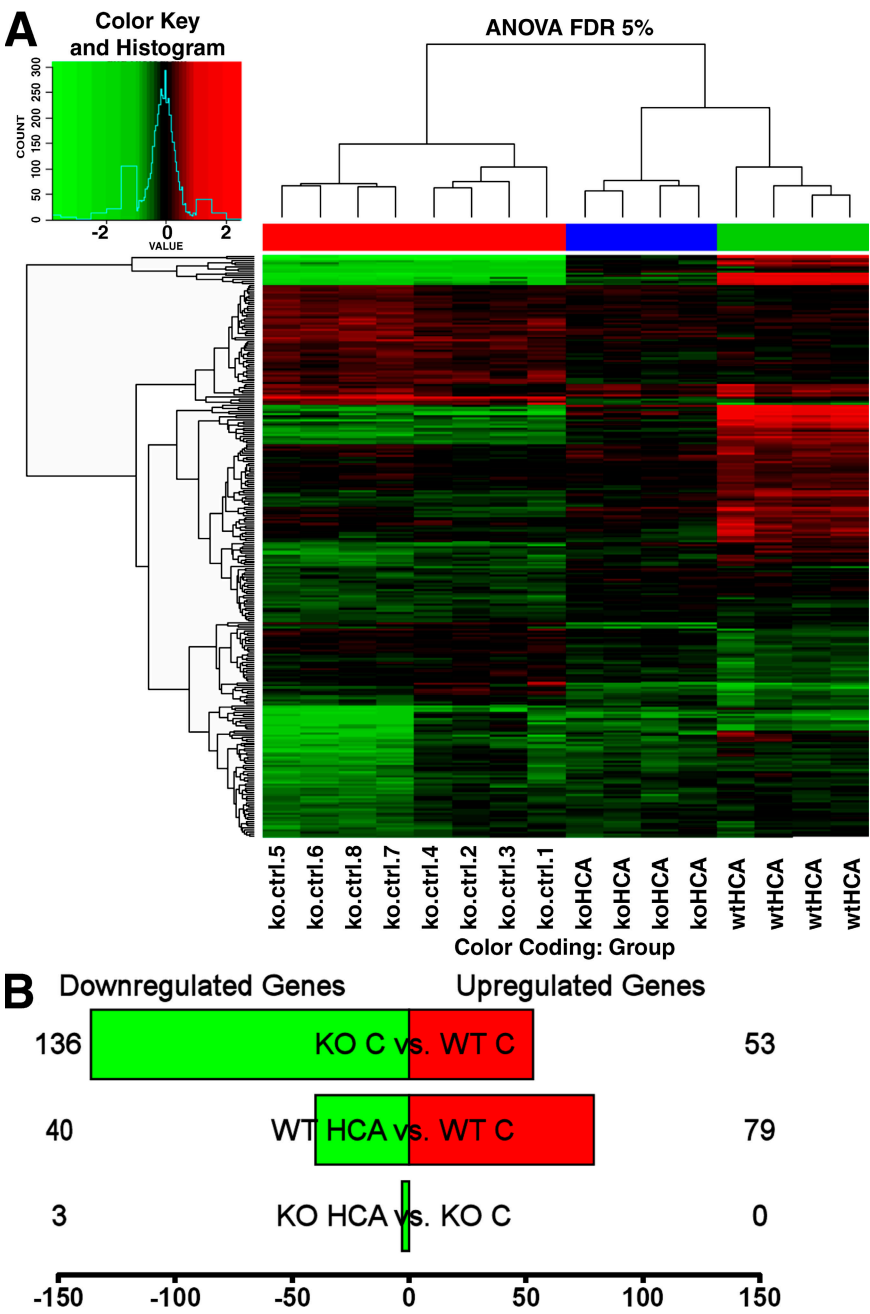 A
Color Key
and Histogram
ANOVA FDR 5%
COUNT
0 50 100 150 200 250 300
-2 0 2
VALUE
ko.ctrl.5 ko.ctrl.6 ko.ctrl.8 ko.ctrl.7 ko.ctrl.4 ko.ctrl.2 ko.ctrl.3 ko.ctrl.1 koHCA koHCA koHCA koHCA wtHCA wtHCA wtHCA wtHCA
Color Coding: Group
B
Downregulated Genes Upregulated Genes
136 KO C vs. WT C 53
40 WT HCA vs. WT C 79
3 KO HCA vs. KO C 0
-150 -100 -50 0 50 100 150